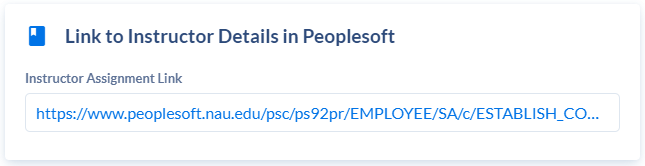 Link to Instructor Details in Peoplesoft
Instructor Assignment Link
https://www.peoplesoft.nau.edu/psc/ps92pr/EMPLOYEE/SA/c/ESTABLISH_CO...